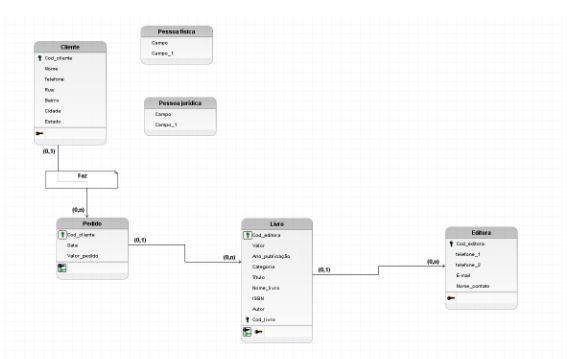 Pessoa física
Campo
Campo_1
Cliente
Cod_cliente
Nome
Telefone
Rua
Bairro
Cidade
Estado
Pessoa jurídica
Campo
Campo_1
(0,1)
Faz
(0,n)
Pedido
Cod_cliente
Data
Valor_pedido
(0,1)
(0,n)
Livro
Cod_editora
Valor
Ano_publicação
Categoria
Título
Nome_livro
ISBN
Autor
Cod_Livro
(0,1)
(0,n)
Editora
Cod_editora
telefone_1
telefone_2
E-mail
Nome_contato